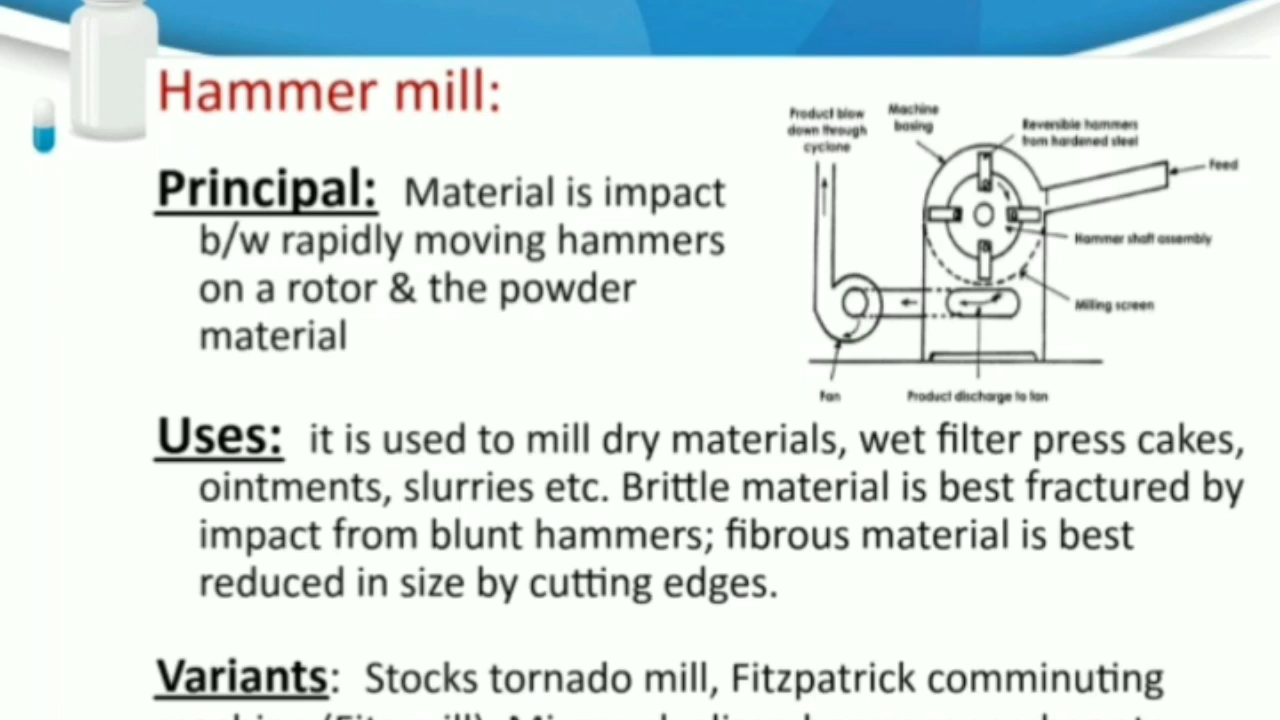 Hammer mill:
Principal: Material is impact
b/w rapidly moving hammers
on a rotor & the powder
material
Product blow
down through
cyclone
Machine
basing
Reversible hammers
from hardened steel
Feed
Hammer shaft assembly
Milling screen
Fan
Product discharge to fan
Uses: it is used to mill dry materials, wet filter press cakes,
ointments, slurries etc. Brittle material is best fractured by
impact from blunt hammers; fibrous material is best
reduced in size by cutting edges.
Variants: Stocks tornado mill, Fitzpatrick comminuting